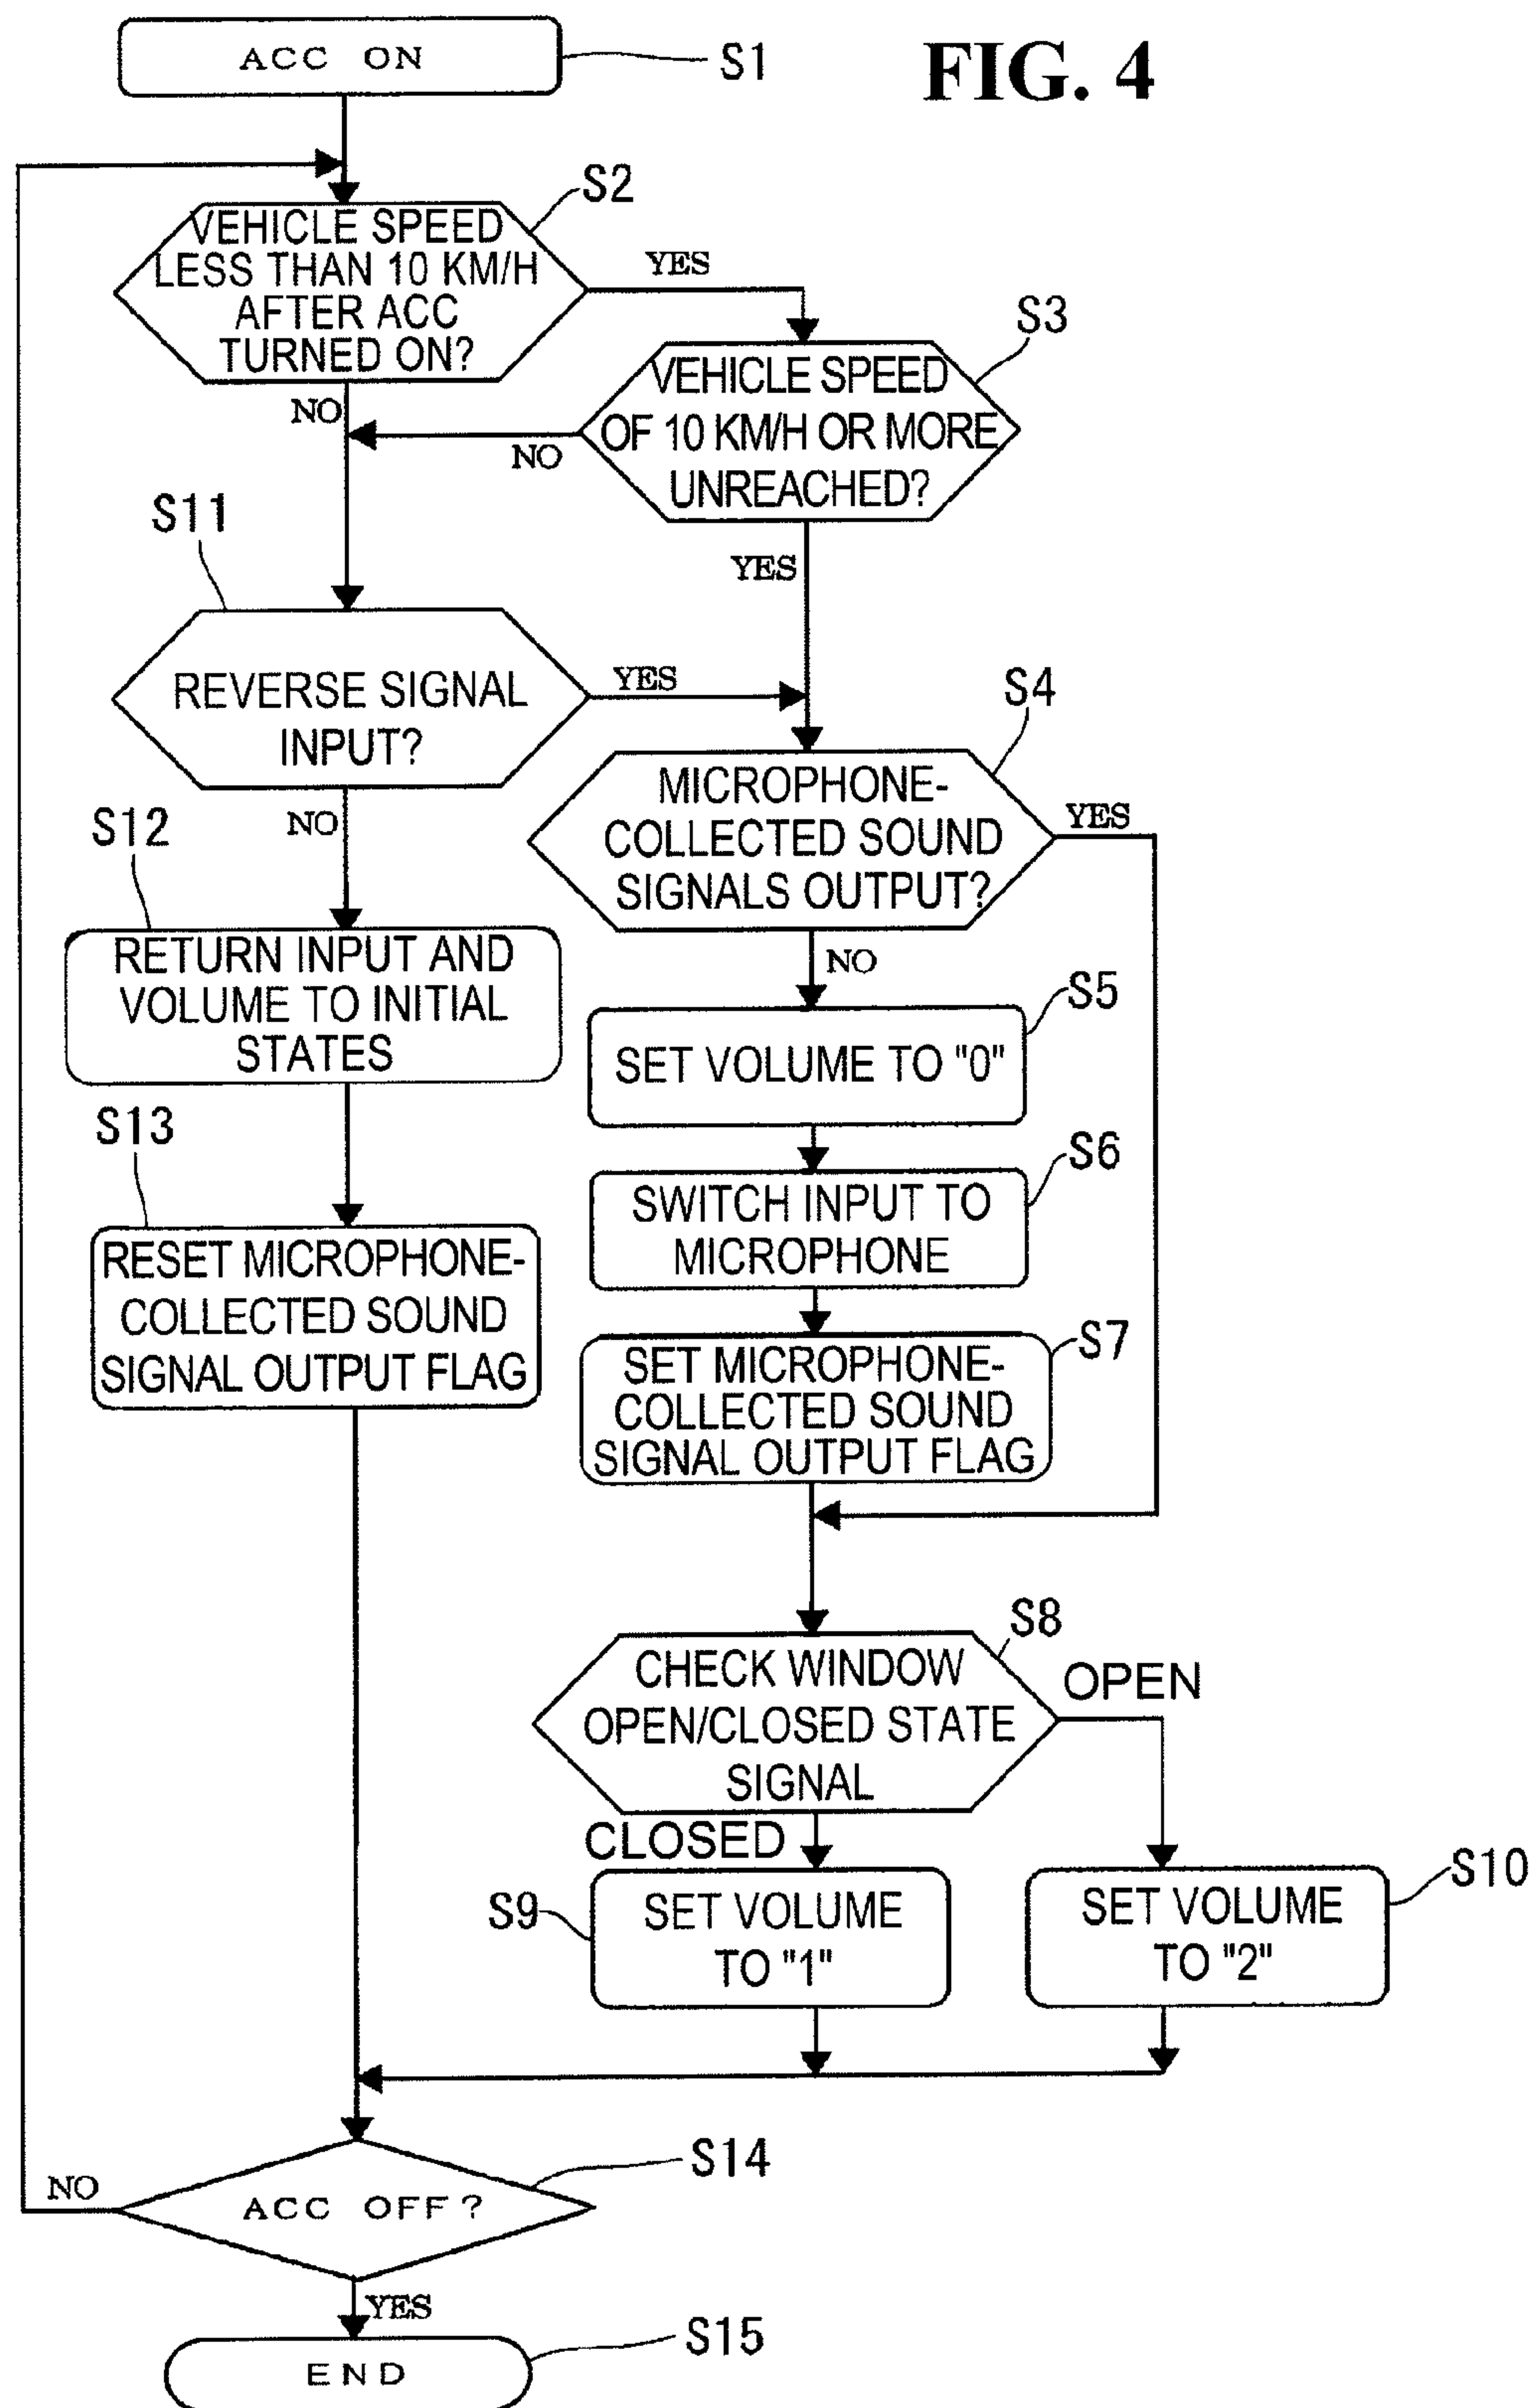 FIG. 4
ACC ON
S1
S2
VEHICLE SPEED
LESS THAN 10 KM/H
AFTER ACC
TURNED ON?
YES
NO
S3
VEHICLE SPEED
OF 10 KM/H OR MORE
UNREACHED?
NO
YES
S11
REVERSE SIGNAL
INPUT?
YES
NO
S4
MICROPHONE-
COLLECTED SOUND
SIGNALS OUTPUT?
YES
NO
S12
RETURN INPUT AND
VOLUME TO INITIAL
STATES
S5
SET VOLUME TO "0"
S13
RESET MICROPHONE-
COLLECTED SOUND
SIGNAL OUTPUT FLAG
S6
SWITCH INPUT TO
MICROPHONE
S7
SET MICROPHONE-
COLLECTED SOUND
SIGNAL OUTPUT FLAG
S8
CHECK WINDOW
OPEN/CLOSED STATE
SIGNAL
OPEN
CLOSED
S9
SET VOLUME
TO "1"
S10
SET VOLUME
TO "2"
S14
ACC OFF?
NO
YES
S15
END